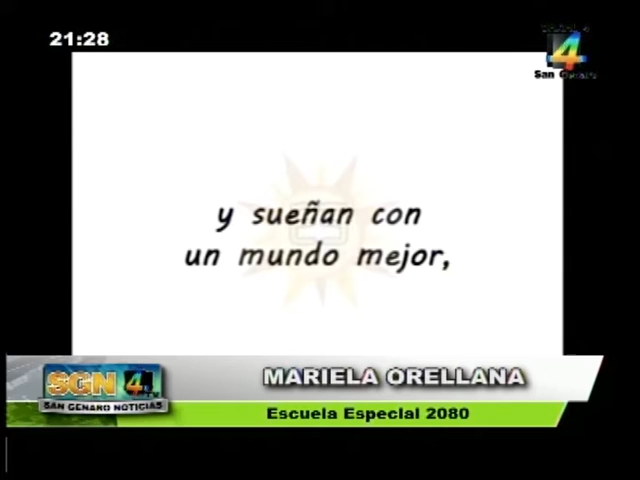 21:28
4
San Genaro
y sueñan con
un mundo mejor,
SGN 4
SAN GENARO NOTICIAS
MARIELA ORELLANA
Escuela Especial 2080